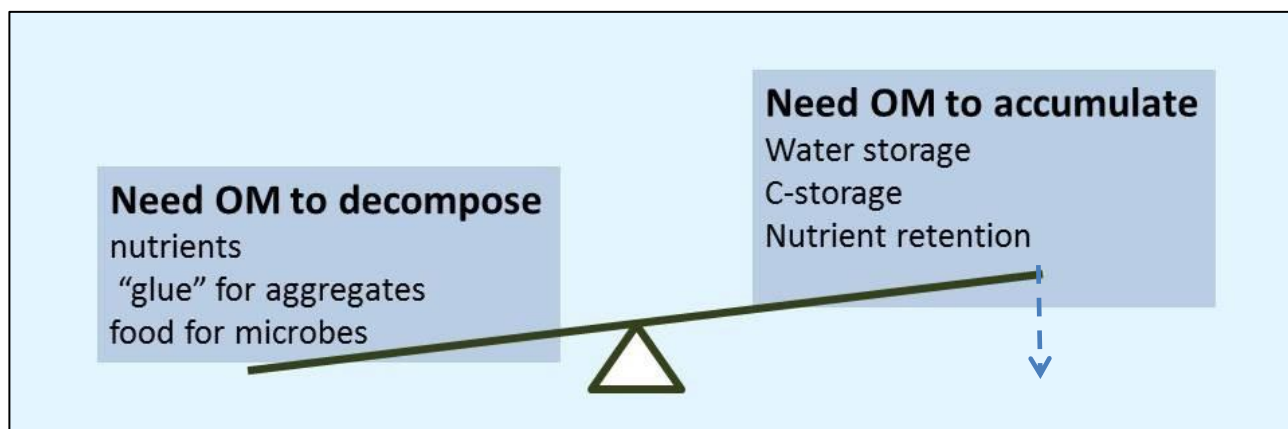 Need OM to decompose
nutrients
“glue” for aggregates
food for microbes
Need OM to accumulate
Water storage
C-storage
Nutrient retention